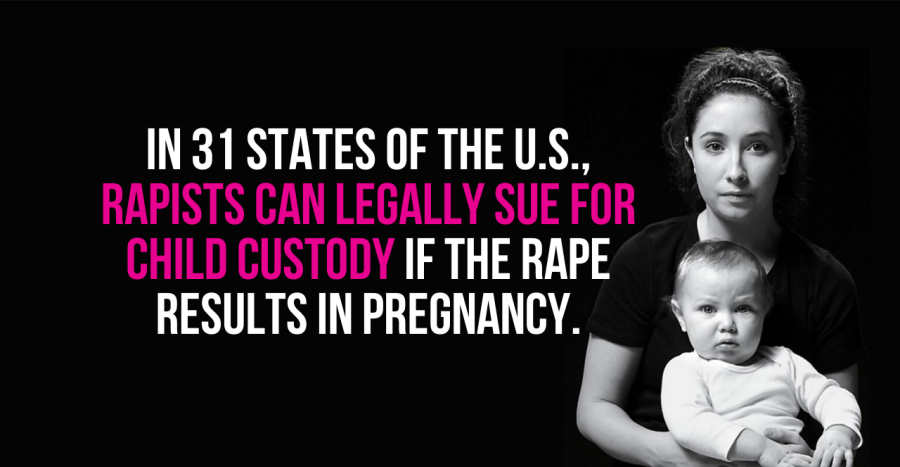 IN 31 STATES OF THE U.S.,
RAPISTS CAN LEGALLY SUE FOR
CHILD CUSTODY IF THE RAPE
RESULTS IN PREGNANCY.